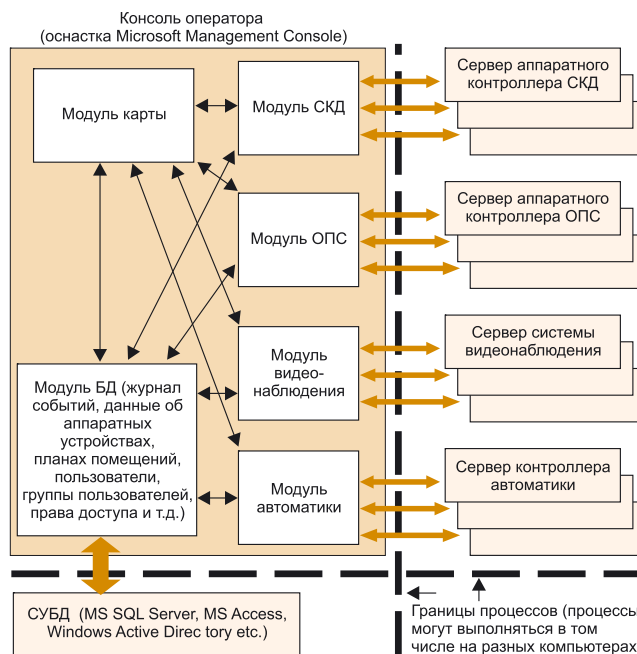 Консоль оператора
(оснастка Microsoft Management Console)
Модуль карты
Модуль СКД
Сервер аппаратного
контроллера СКД
Модуль ОПС
Сервер аппаратного
контроллера ОПС
Модуль
видео-
наблюдения
Сервер системы
видеонаблюдения
Модуль БД (журнал
событий, данные об
аппаратных
устройствах,
планах помещений,
пользователи,
группы пользователей,
права доступа и т.д.)
Модуль
автоматики
Сервер контроллера
автоматики
СУБД (MS SQL Server, MS Access,
Windows Active Direc tory etc.)
Границы процессов (процессы
могут выполняться в том
числе на разных компьютерах